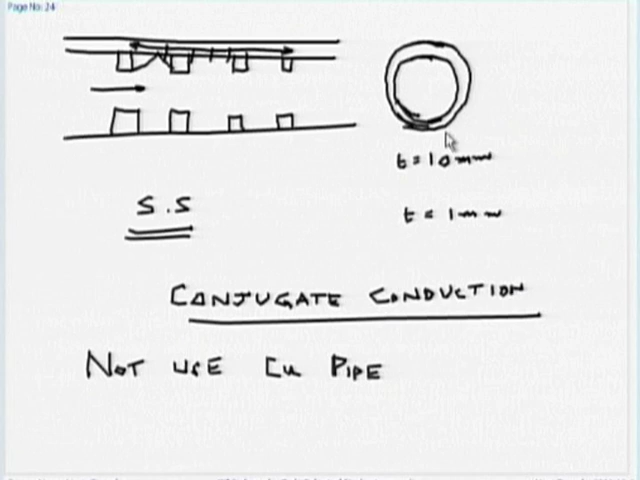 Page No: 24
t = 10 mm
S.S
t = 1 mm
CONJUGATE CONDUCTION
NOT USE Cu PIPE